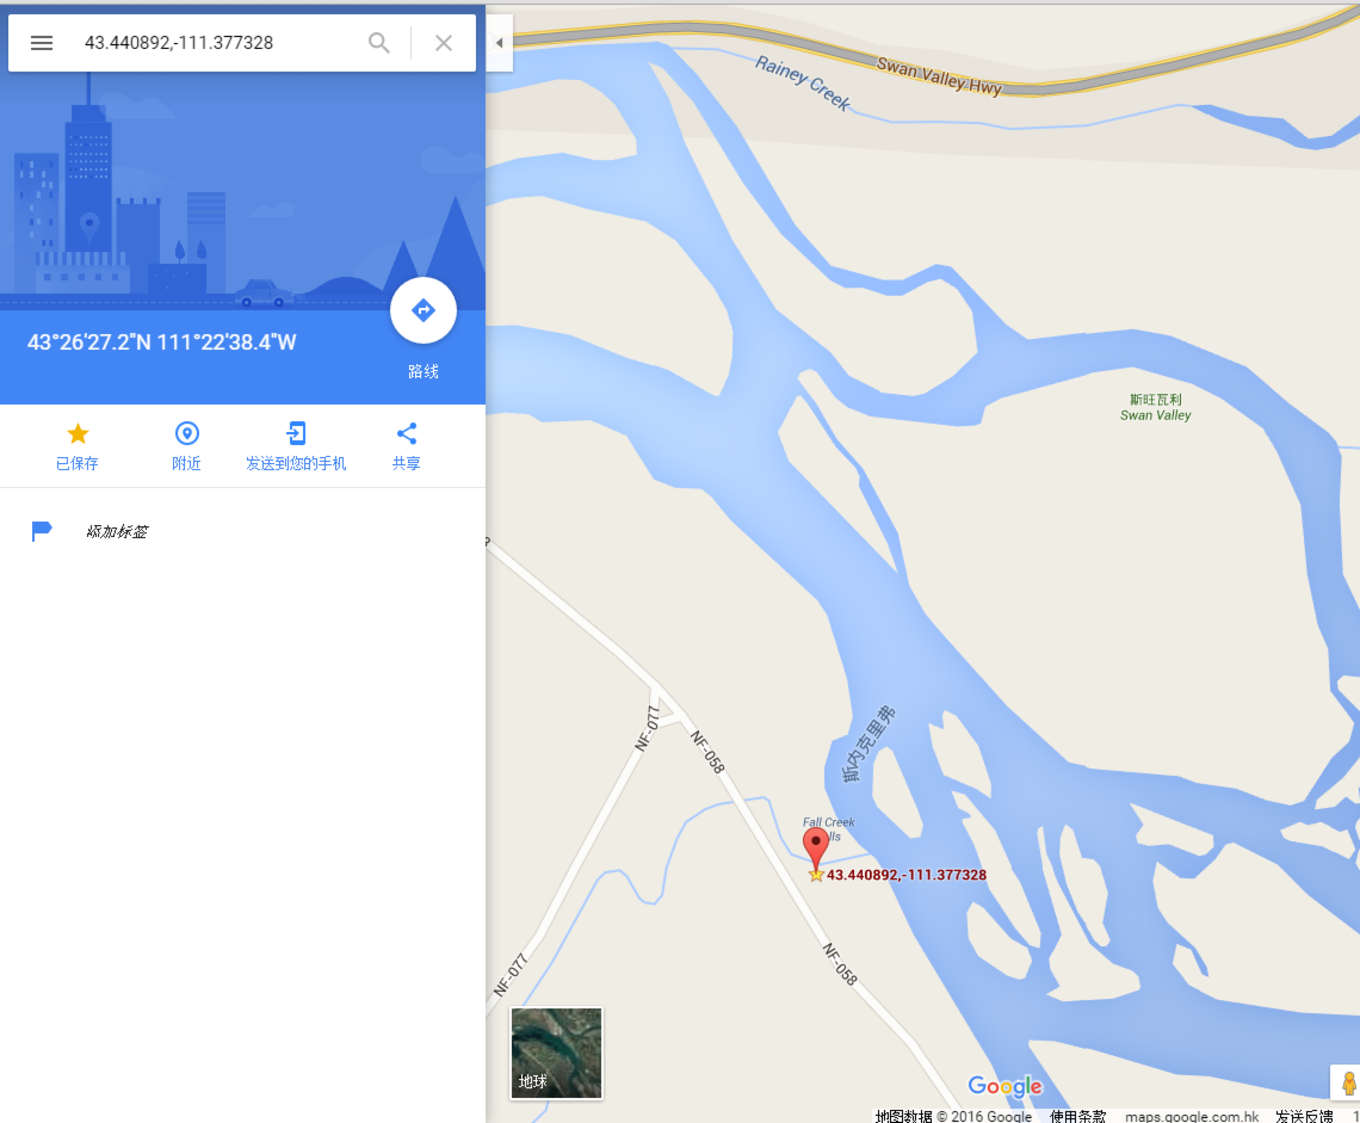 43.440892,-111.377328
43°26'27.2"N 111°22'38.4"W
路线
已保存
附近
发送到您的手机
共享
添加标签
Rainey Creek
Swan Valley Hwy
斯旺瓦利
Swan Valley
NF-077
NF-058
斯内克里弗
Fall Creek
43.440892,-111.377328
NF-077
NF-058
地球
Google
地图数据 © 2016 Google 使用条款 maps.google.com.hk 发送反馈